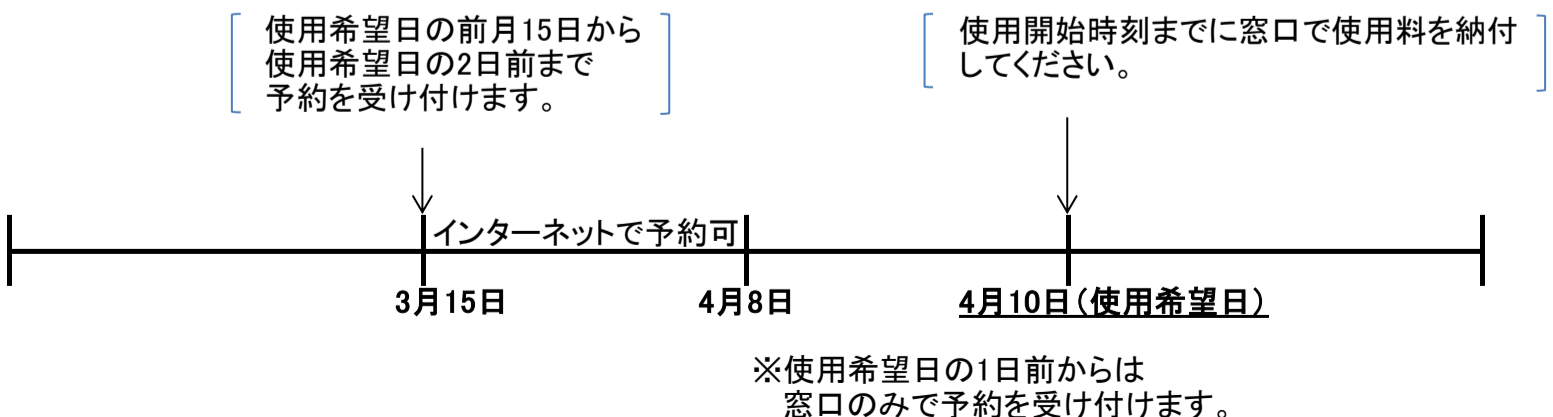 使用希望日の前月15日から
使用希望日の2日前まで
予約を受け付けます。
使用開始時刻までに窓口で使用料を納付
してください。
インターネットで予約可
3月15日
4月8日
4月10日(使用希望日)
※使用希望日の1日前からは
窓口のみで予約を受け付けます。